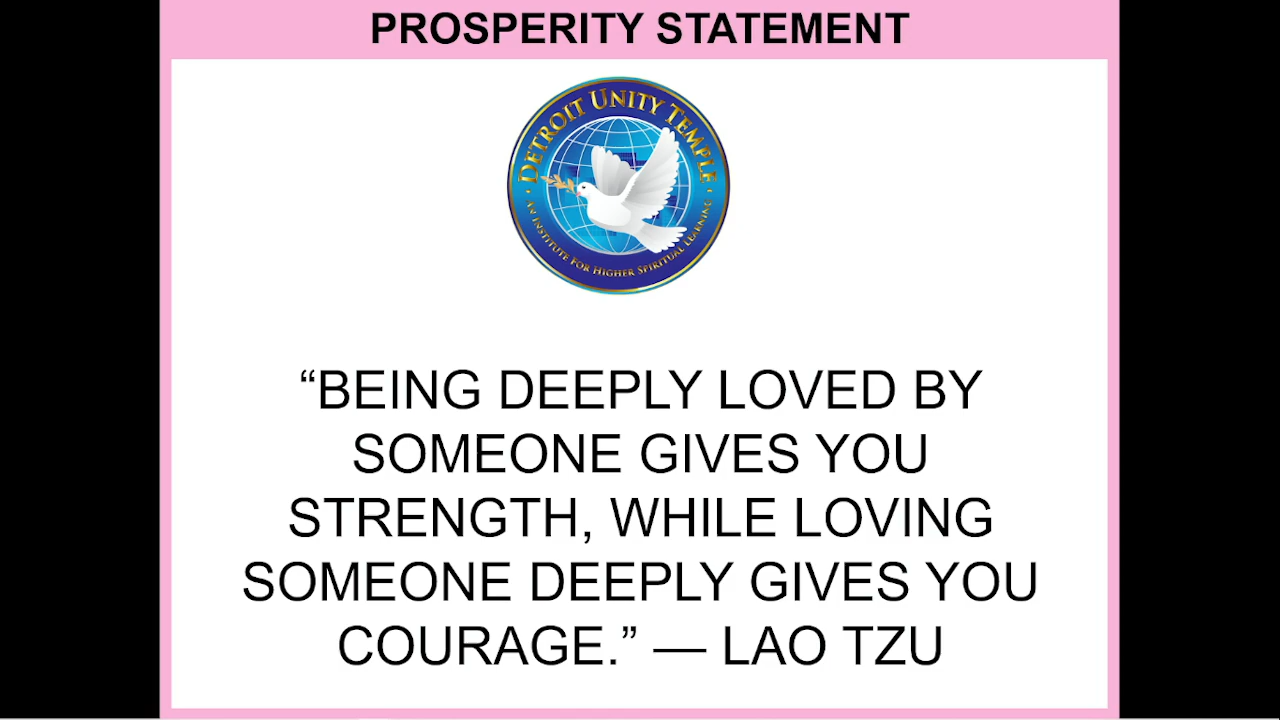 PROSPERITY STATEMENT
DETROIT UNITY TEMPLE
AN INSTITUTE FOR HIGHER SPIRITUAL LEARNING
“BEING DEEPLY LOVED BY
SOMEONE GIVES YOU
STRENGTH, WHILE LOVING
SOMEONE DEEPLY GIVES YOU
COURAGE.” — LAO TZU